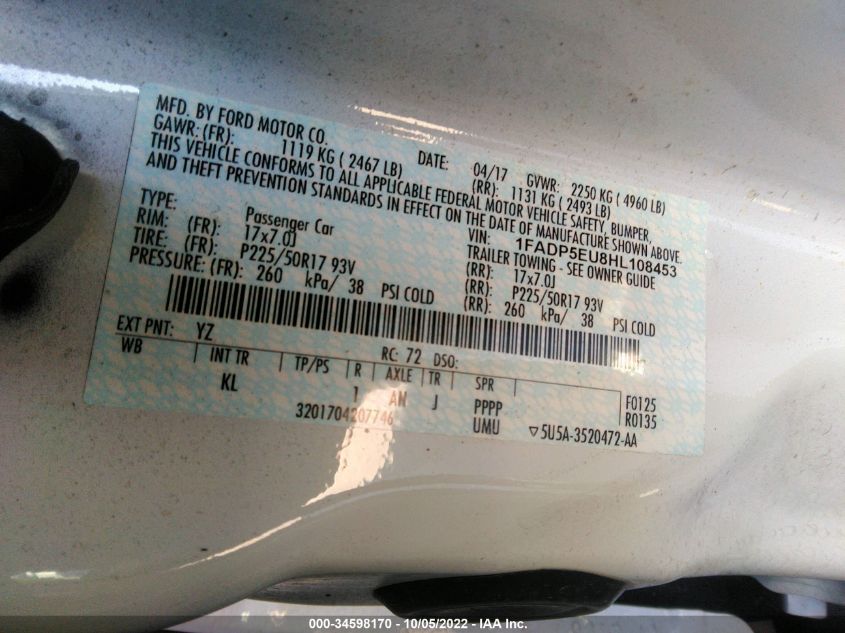 MFD. BY FORD MOTOR CO.
DATE: 04/17 GVWR: 2250 KG ( 4960 LB)
GAWR: (FR): 1119 KG ( 2467 LB) (RR): 1131 KG ( 2493 LB)
THIS VEHICLE CONFORMS TO ALL APPLICABLE FEDERAL MOTOR VEHICLE SAFETY, BUMPER,
AND THEFT PREVENTION STANDARDS IN EFFECT ON THE DATE OF MANUFACTURE SHOWN ABOVE.
VIN: 1FADP5EU8HL108453
TYPE: Passenger Car TRAILER TOWING - SEE OWNER GUIDE
RIM: (FR): 17x7.0J (RR): 17x7.0J
TIRE: (FR): P225/50R17 93V (RR): P225/50R17 93V
PRESSURE: (FR): 260 kPa/ 38 PSI COLD (RR): 260 kPa/ 38 PSI COLD
EXT PNT: YZ RC: 72 DSO:
WB INT TR TP/PS R AXLE TR SPR
KL 1 AN J PPPP F0125
UMU R0135
3201704207746 ▽5U5A-3520472-AA
000-34598170 - 10/05/2022 - IAA Inc.